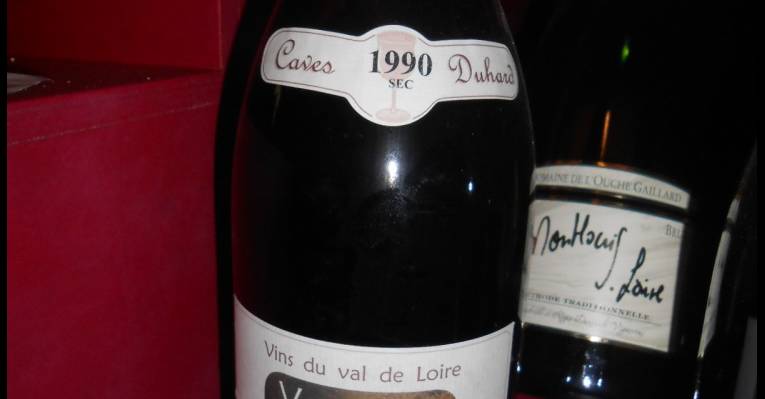 Caves 1990 Duhard
SEC
Vins du val de Loire
DOMAINE DE L'OUCHE GAILLARD
Montlouis
s. Loire
MÉTHODE TRADITIONNELLE